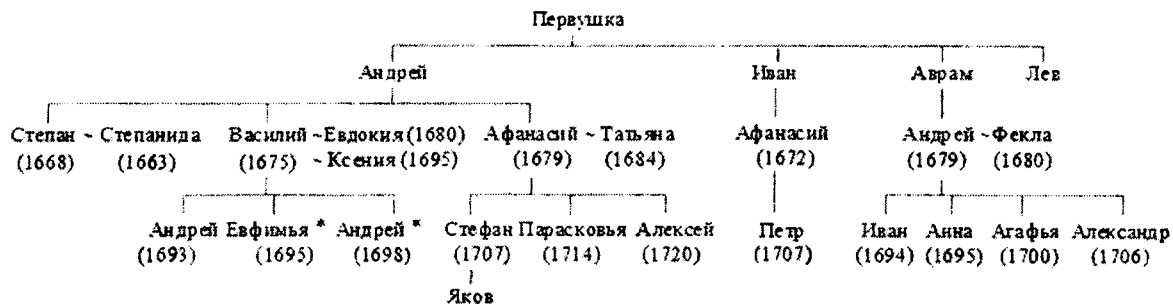 Первушка
Андрей Иван Аврам Лев
Степан ~ Степанида Василий ~Евдокия (1680) Афанасий ~ Татьяна Афанасий Андрей ~Фекла
(1668) (1663) (1675) ~ Ксения (1695) (1679) (1684) (1672) (1679) (1680)
Андрей Евфимья * Андрей * Стефан Парасковья Алексей Петр Иван Анна Агафья Александр
(1693) (1695) (1698) (1707) (1714) (1720) (1707) (1694) (1695) (1700) (1706)
Яков